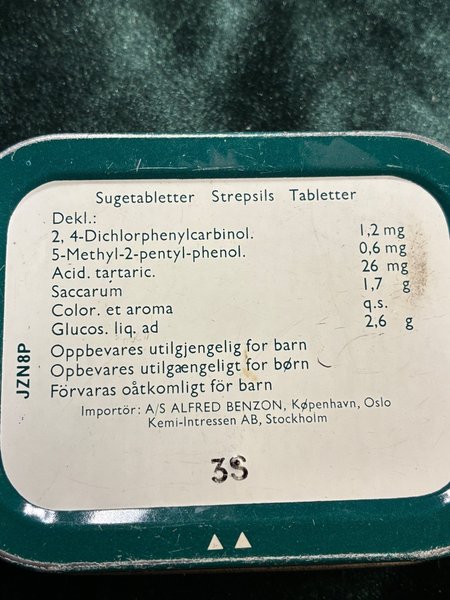 Sugetabletter Strepsils Tabletter
Dekl.:
2, 4-Dichlorphenylcarbinol. 1,2 mg
5-Methyl-2-pentyl-phenol. 0,6 mg
Acid. tartaric. 26 mg
Saccarum 1,7 g
Color. et aroma q.s.
Glucos. liq. ad 2,6 g
Oppbevares utilgjengelig for barn
Opbevares utilgængeligt for børn
Förvaras oåtkomligt för barn
Importör: A/S ALFRED BENZON, Køpenhavn, Oslo
Kemi-Intressen AB, Stockholm
JZN8P
3S